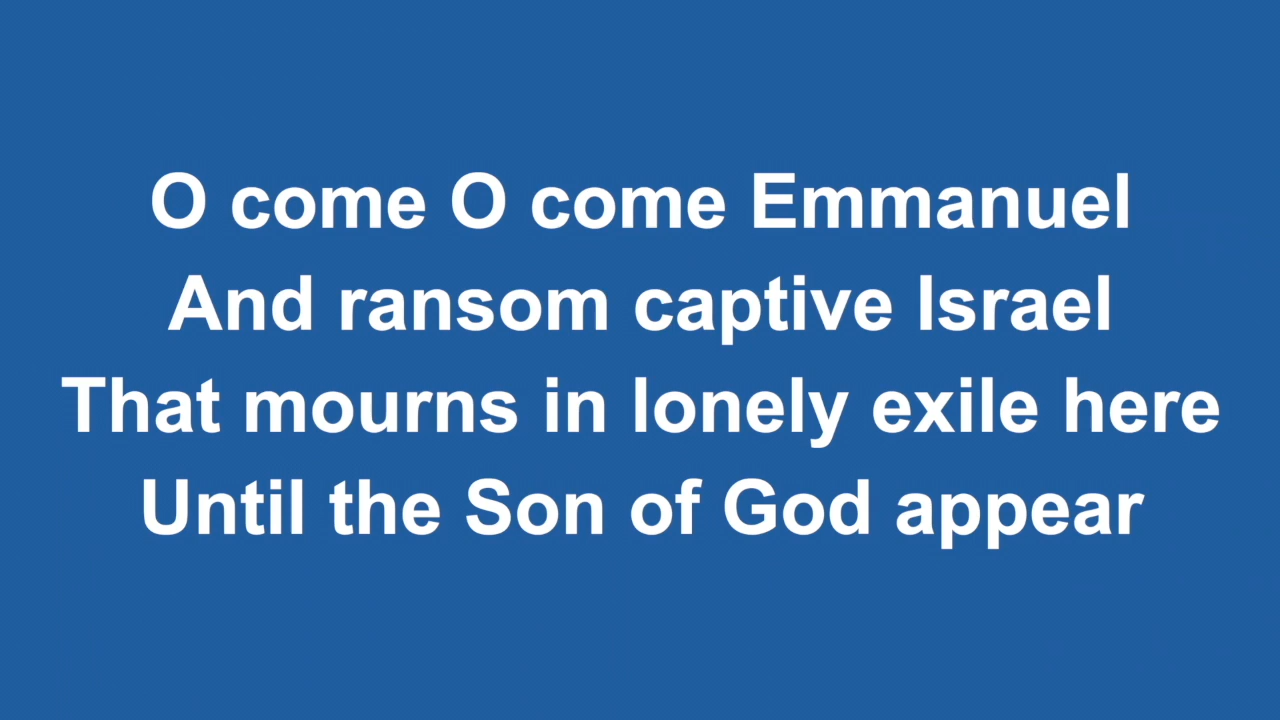 O come O come Emmanuel
And ransom captive Israel
That mourns in lonely exile here
Until the Son of God appear